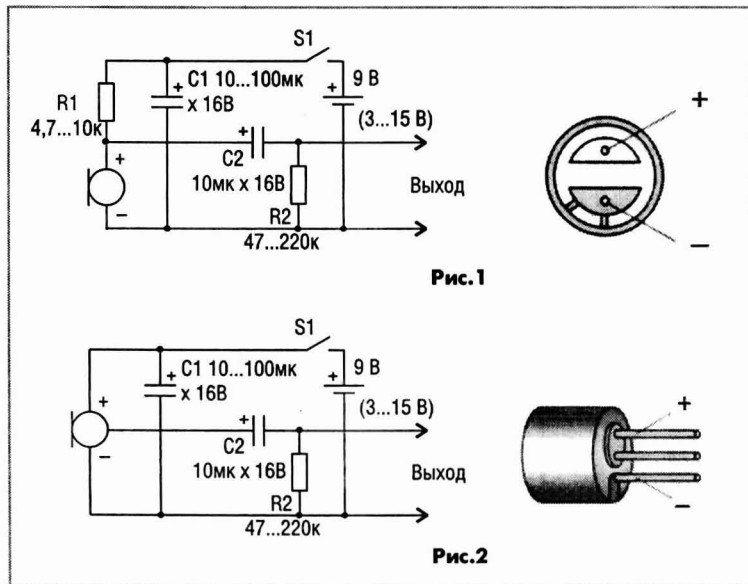 S1
C1 10...100мк
х 16В
9 В
(3...15 В)
R1
4,7...10к
C2
10мк х 16В
R2
47...220к
Выход
+
−
Рис.1
S1
C1 10...100мк
х 16В
9 В
(3...15 В)
C2
10мк х 16В
R2
47...220к
Выход
+
−
Рис.2